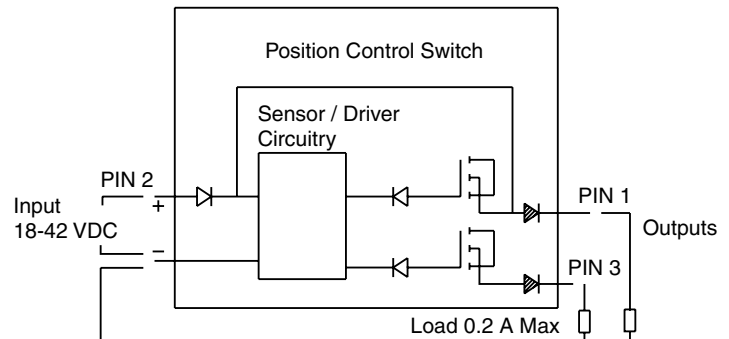 Position Control Switch
Sensor / Driver
Circuitry
PIN 2
+
Input
18-42 VDC
–
PIN 1
Outputs
PIN 3
Load 0.2 A Max